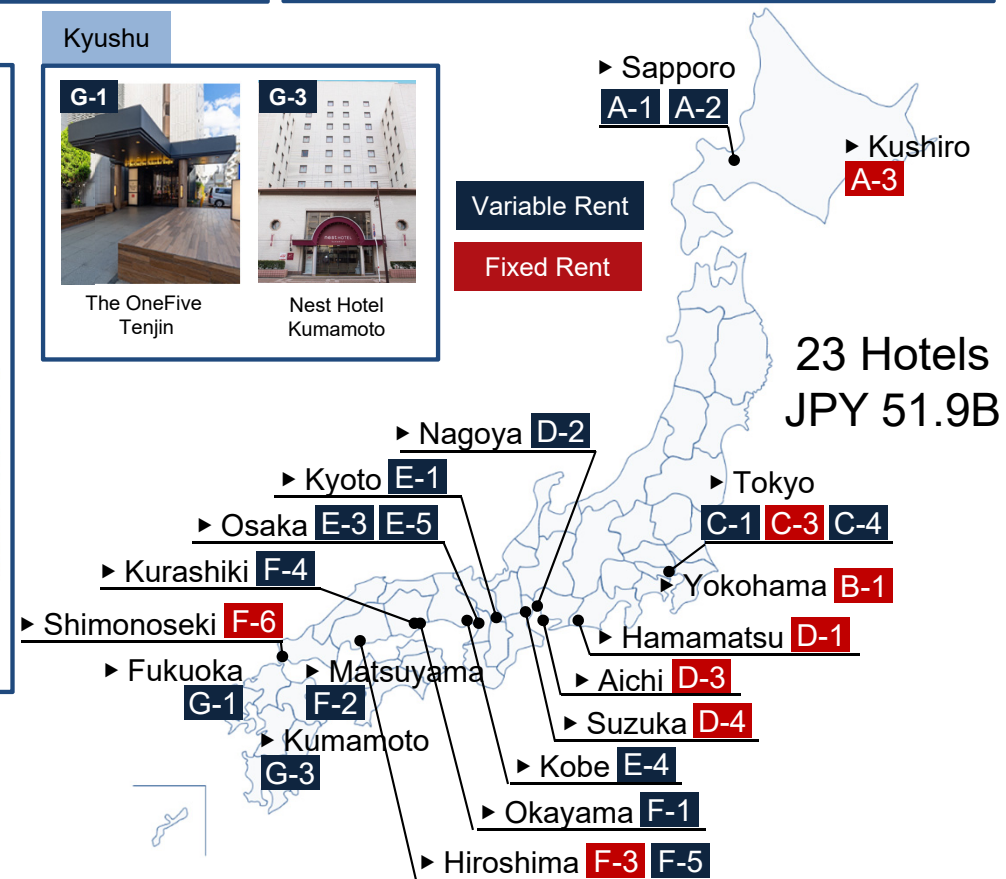 Kyushu
G-1
G-3
The OneFive
Tenjin
Nest Hotel
Kumamoto
Variable Rent
Fixed Rent
23 Hotels
JPY 51.9B
▶ Sapporo
A-1 A-2
▶ Kushiro
A-3
▶ Nagoya D-2
▶ Kyoto E-1
▶ Osaka E-3 E-5
▶ Kurashiki F-4
▶ Shimonoseki F-6
▶ Fukuoka
G-1
▶ Matsuyama
F-2
▶ Kumamoto
G-3
▶ Tokyo
C-1 C-3 C-4
▶ Yokohama B-1
▶ Hamamatsu D-1
▶ Aichi D-3
▶ Suzuka D-4
▶ Kobe E-4
▶ Okayama F-1
▶ Hiroshima F-3 F-5